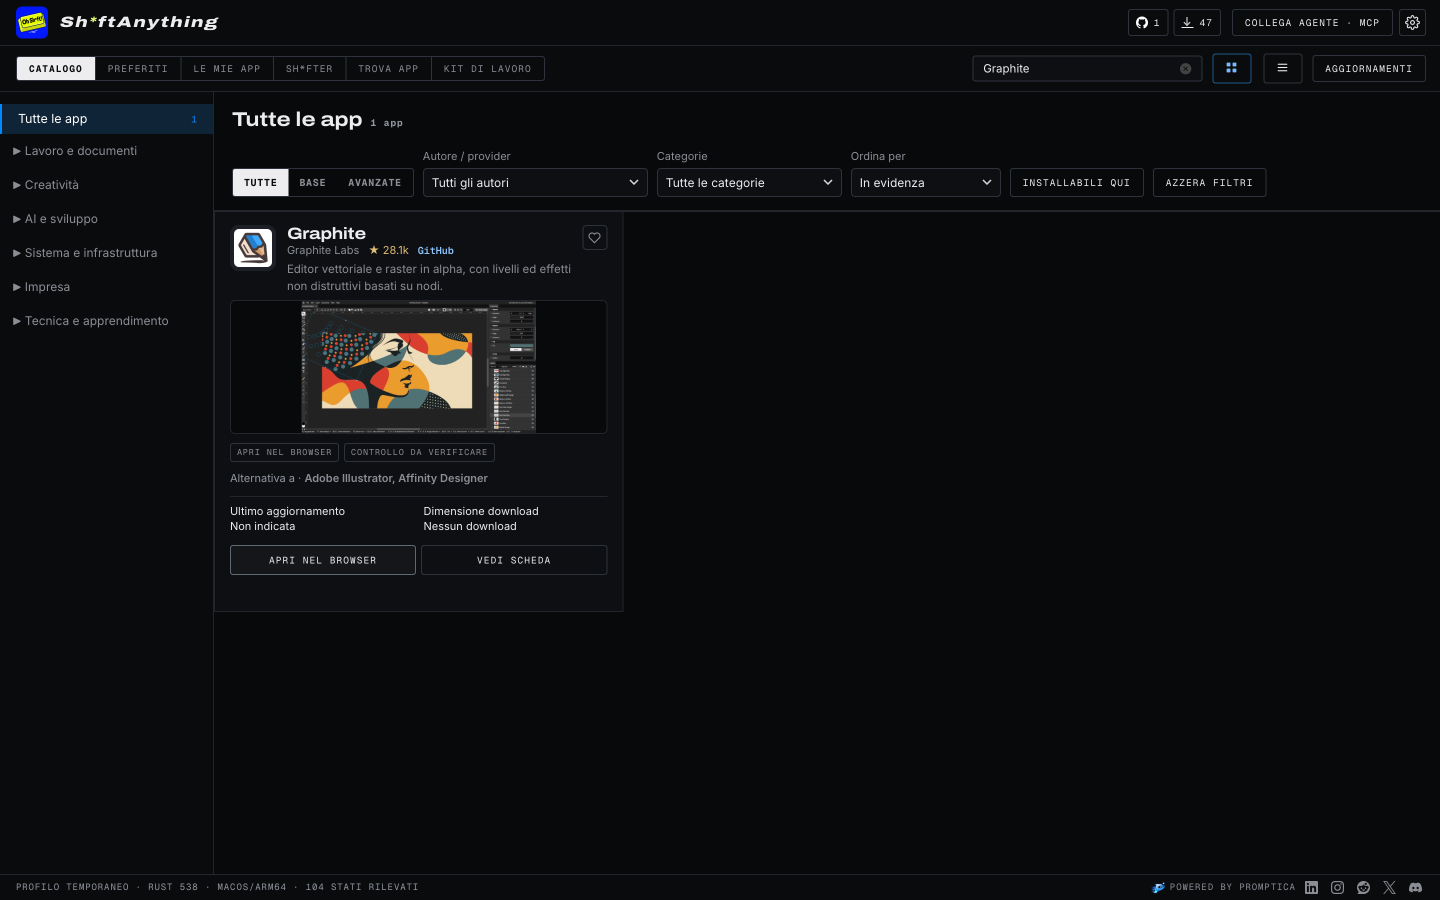 Sh*ftAnything
1
47
COLLEGA AGENTE · MCP
CATALOGO
PREFERITI
LE MIE APP
SH*FTER
TROVA APP
KIT DI LAVORO
Graphite
AGGIORNAMENTI
Tutte le app
1
▶ Lavoro e documenti
▶ Creatività
▶ AI e sviluppo
▶ Sistema e infrastruttura
▶ Impresa
▶ Tecnica e apprendimento
Tutte le app 1 app
Autore / provider
Categorie
Ordina per
TUTTE
BASE
AVANZATE
Tutti gli autori
Tutte le categorie
In evidenza
INSTALLABILI QUI
AZZERA FILTRI
Graphite
Graphite Labs ★ 28.1k GitHub
Editor vettoriale e raster in alpha, con livelli ed effetti
non distruttivi basati su nodi.
APRI NEL BROWSER
CONTROLLO DA VERIFICARE
Alternativa a · Adobe Illustrator, Affinity Designer
Ultimo aggiornamento
Non indicata
Dimensione download
Nessun download
APRI NEL BROWSER
VEDI SCHEDA
PROFILO TEMPORANEO · RUST 538 · MACOS/ARM64 · 104 STATI RILEVATI
POWERED BY PROMPTICA